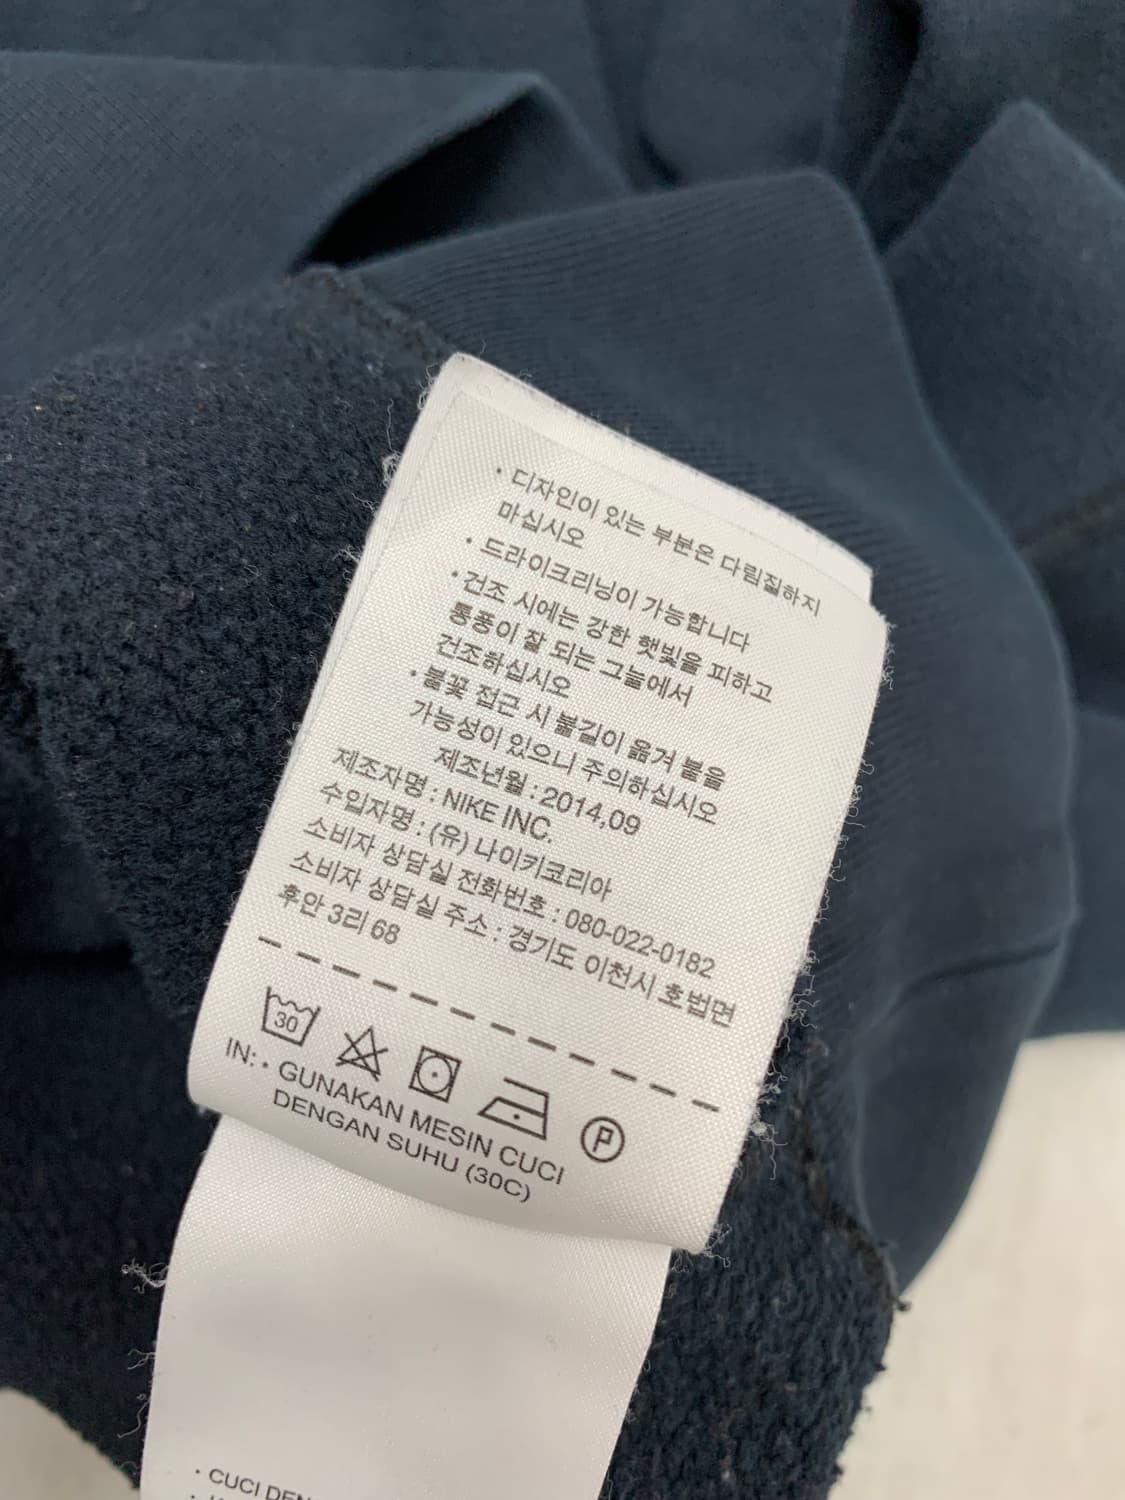 · 디자인이 있는 부분은 다림질하지
마십시오
· 드라이크리닝이 가능합니다
· 건조 시에는 강한 햇빛을 피하고
통풍이 잘 되는 그늘에서
건조하십시오
· 불꽃 접근 시 불길이 옮겨 붙을
가능성이 있으니 주의하십시오
제조년월 : 2014,09
제조자명 : NIKE INC.
수입자명 : (유) 나이키코리아
소비자 상담실 전화번호 : 080-022-0182
소비자 상담실 주소 : 경기도 이천시 호법면
후안 3리 68
30
P
IN: · GUNAKAN MESIN CUCI
DENGAN SUHU (30C)
· CUCI